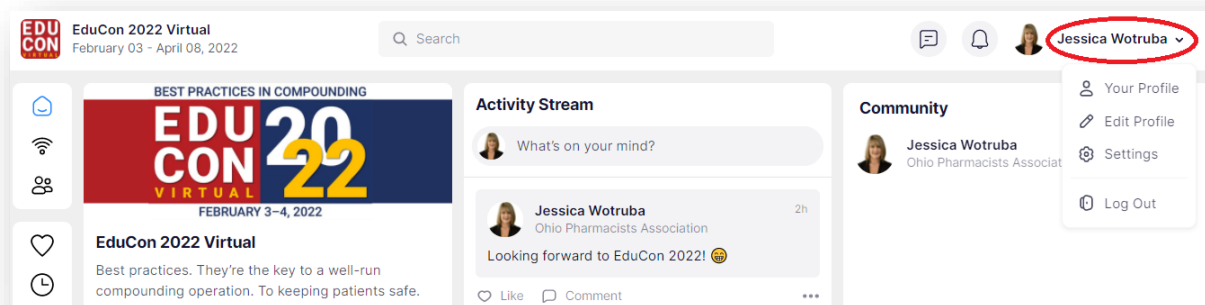 EDU
CON
VIRTUAL
EduCon 2022 Virtual
February 03 - April 08, 2022
Search
Jessica Wotruba
Your Profile
Edit Profile
Settings
Log Out
BEST PRACTICES IN COMPOUNDING
EDU
CON
VIRTUAL
20
22
FEBRUARY 3–4, 2022
EduCon 2022 Virtual
Best practices. They're the key to a well-run
compounding operation. To keeping patients safe.
Activity Stream
What's on your mind?
Jessica Wotruba
2h
Ohio Pharmacists Association
Looking forward to EduCon 2022! 😁
Like
Comment
Community
Jessica Wotruba
Ohio Pharmacists Associat